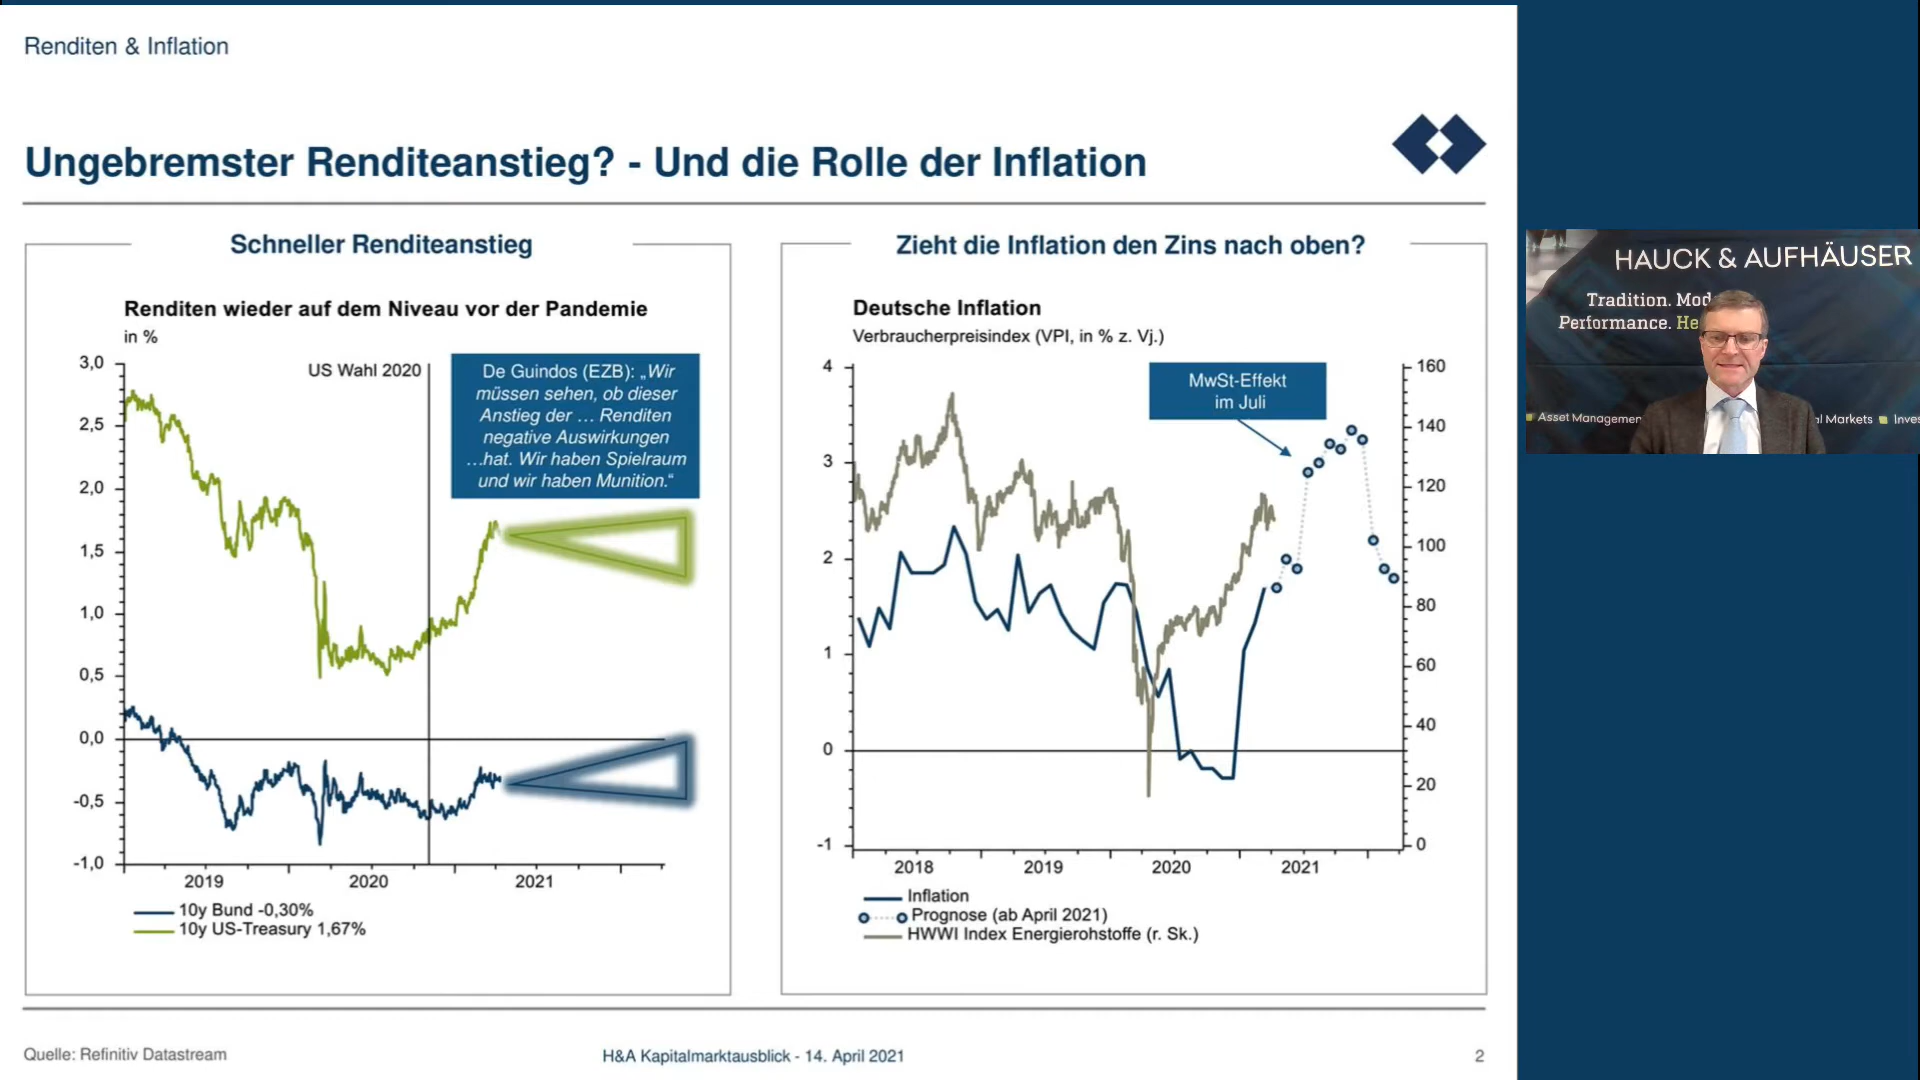 Renditen & Inflation
Ungebremster Renditeanstieg? - Und die Rolle der Inflation
Schneller Renditeanstieg
Renditen wieder auf dem Niveau vor der Pandemie
in %
3,0
2,5
2,0
1,5
1,0
0,5
0,0
-0,5
-1,0
US Wahl 2020
De Guindos (EZB): „Wir
müssen sehen, ob dieser
Anstieg der … Renditen
negative Auswirkungen
…hat. Wir haben Spielraum
und wir haben Munition.“
2019
2020
2021
10y Bund -0,30%
10y US-Treasury 1,67%
Zieht die Inflation den Zins nach oben?
Deutsche Inflation
Verbraucherpreisindex (VPI, in % z. Vj.)
4
3
2
1
0
-1
MwSt-Effekt
im Juli
160
140
120
100
80
60
40
20
0
2018
2019
2020
2021
Inflation
Prognose (ab April 2021)
HWWI Index Energierohstoffe (r. Sk.)
Quelle: Refinitiv Datastream
H&A Kapitalmarktausblick - 14. April 2021
2
HAUCK & AUFHÄUSER
Tradition. Mod
Performance. He
Asset Managemen
l Markets
Inves